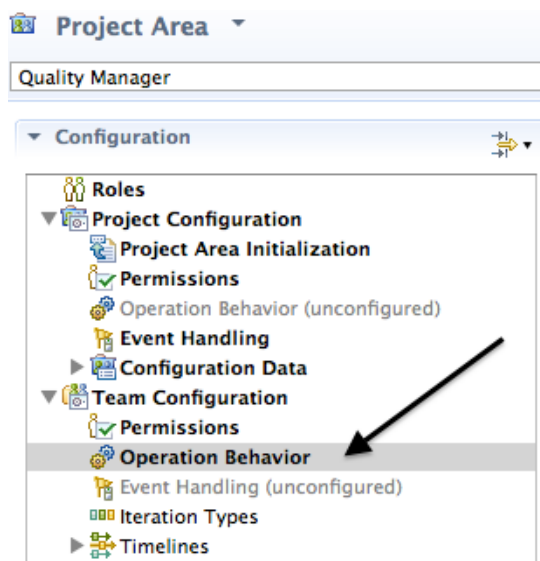 Project Area
Quality Manager
Configuration
Roles
Project Configuration
Project Area Initialization
Permissions
Operation Behavior (unconfigured)
Event Handling
Configuration Data
Team Configuration
Permissions
Operation Behavior
Event Handling (unconfigured)
Iteration Types
Timelines